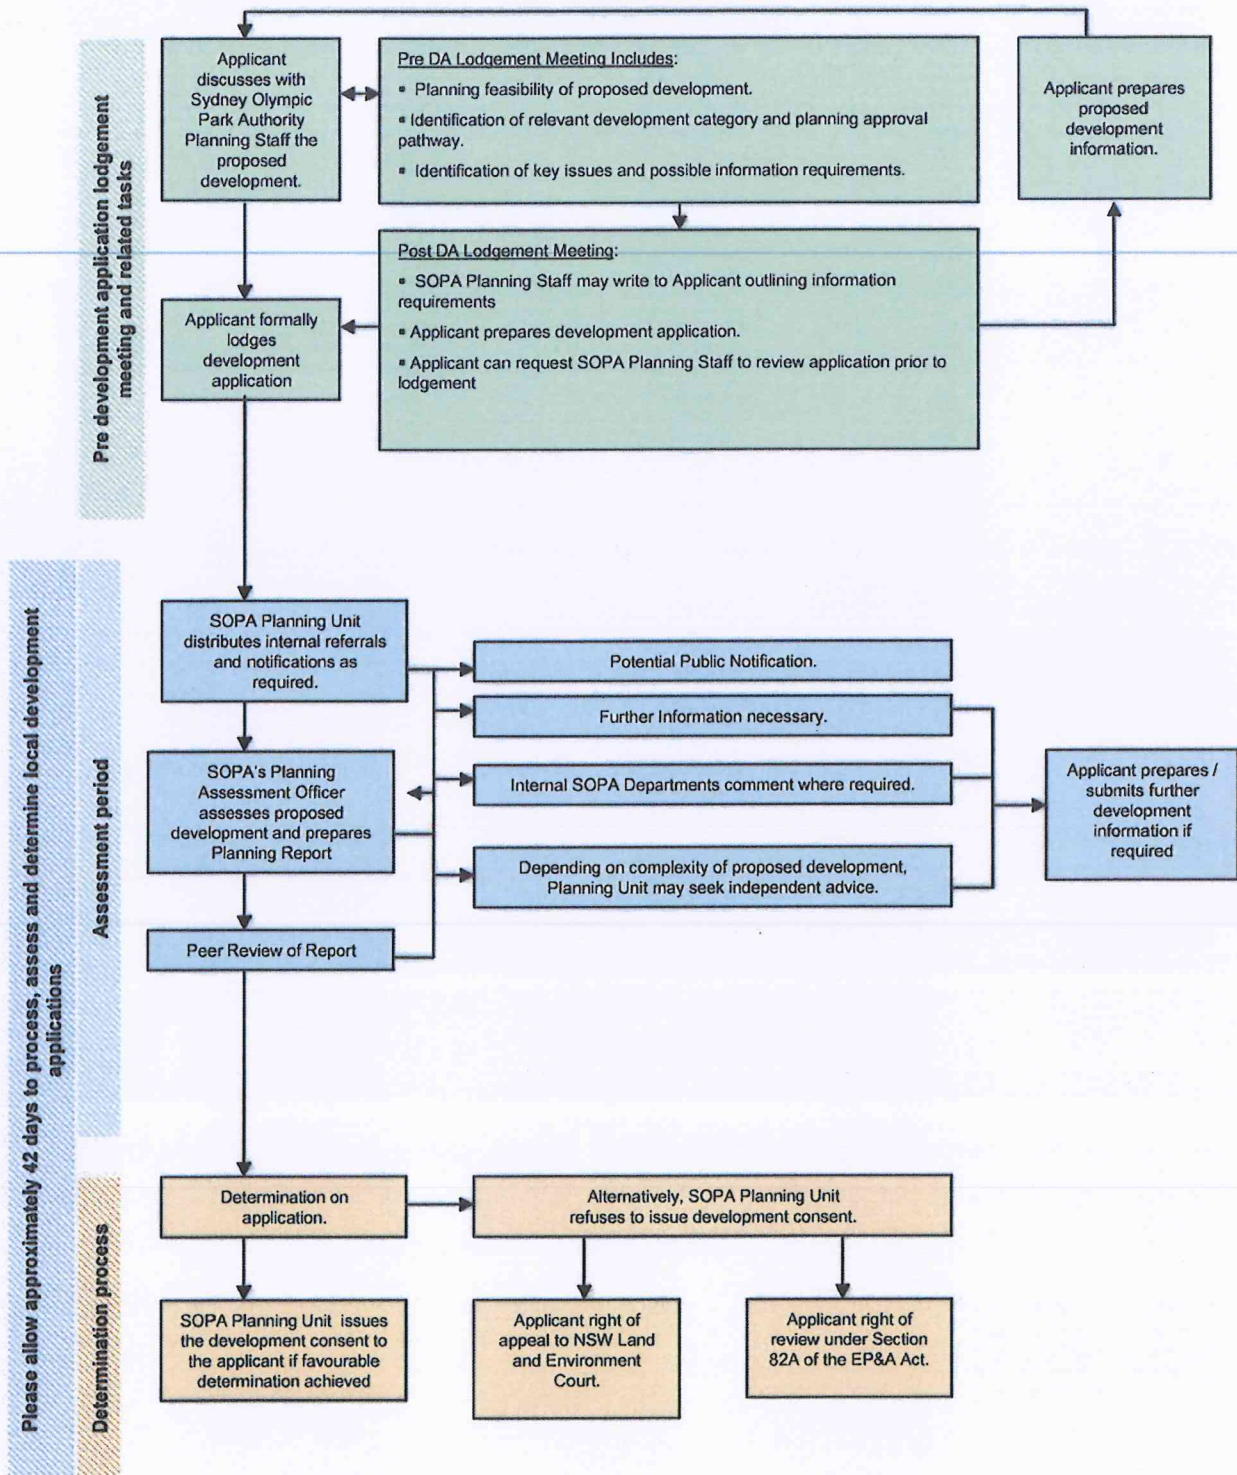 Pre development application lodgement
meeting and related tasks
Applicant
discusses with
Sydney Olympic
Park Authority
Planning Staff the
proposed
development.
Pre DA Lodgement Meeting Includes:
▪ Planning feasibility of proposed development.
▪ Identification of relevant development category and planning approval
pathway.
▪ Identification of key issues and possible information requirements.
Applicant prepares
proposed
development
information.
Applicant formally
lodges
development
application
Post DA Lodgement Meeting:
▪ SOPA Planning Staff may write to Applicant outlining information
requirements
▪ Applicant prepares development application.
▪ Applicant can request SOPA Planning Staff to review application prior to
lodgement
Please allow approximately 42 days to process, assess and determine local development
applications
Assessment period
SOPA Planning Unit
distributes internal referrals
and notifications as
required.
Potential Public Notification.
Further Information necessary.
SOPA's Planning
Assessment Officer
assesses proposed
development and prepares
Planning Report
Internal SOPA Departments comment where required.
Depending on complexity of proposed development,
Planning Unit may seek independent advice.
Applicant prepares /
submits further
development
information if
required
Peer Review of Report
Determination process
Determination on
application.
Alternatively, SOPA Planning Unit
refuses to issue development consent.
SOPA Planning Unit issues
the development consent to
the applicant if favourable
determination achieved
Applicant right of
appeal to NSW Land
and Environment
Court.
Applicant right of
review under Section
82A of the EP&A Act.